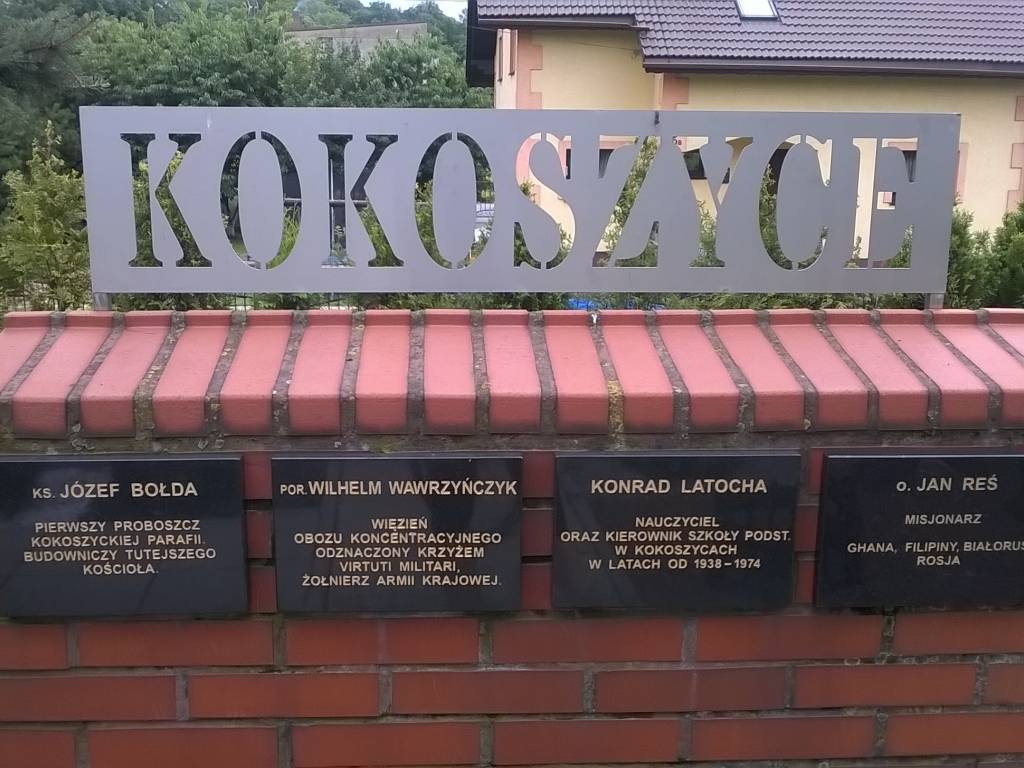 KOKOSZYCE
KS. JÓZEF BOŁDA
PIERWSZY PROBOSZCZ
KOKOSZYCKIEJ PARAFII.
BUDOWNICZY TUTEJSZEGO
KOŚCIOŁA.
POR. WILHELM WAWRZYŃCZYK
WIĘZIEŃ
OBOZU KONCENTRACYJNEGO
ODZNACZONY KRZYŻEM
VIRTUTI MILITARI,
ŻOŁNIERZ ARMII KRAJOWEJ.
KONRAD LATOCHA
NAUCZYCIEL
ORAZ KIEROWNIK SZKOŁY PODST.
W KOKOSZYCACH
W LATACH OD 1938 – 1974
O. JAN REŚ
MISJONARZ
GHANA, FILIPINY, BIAŁORUS
ROSJA